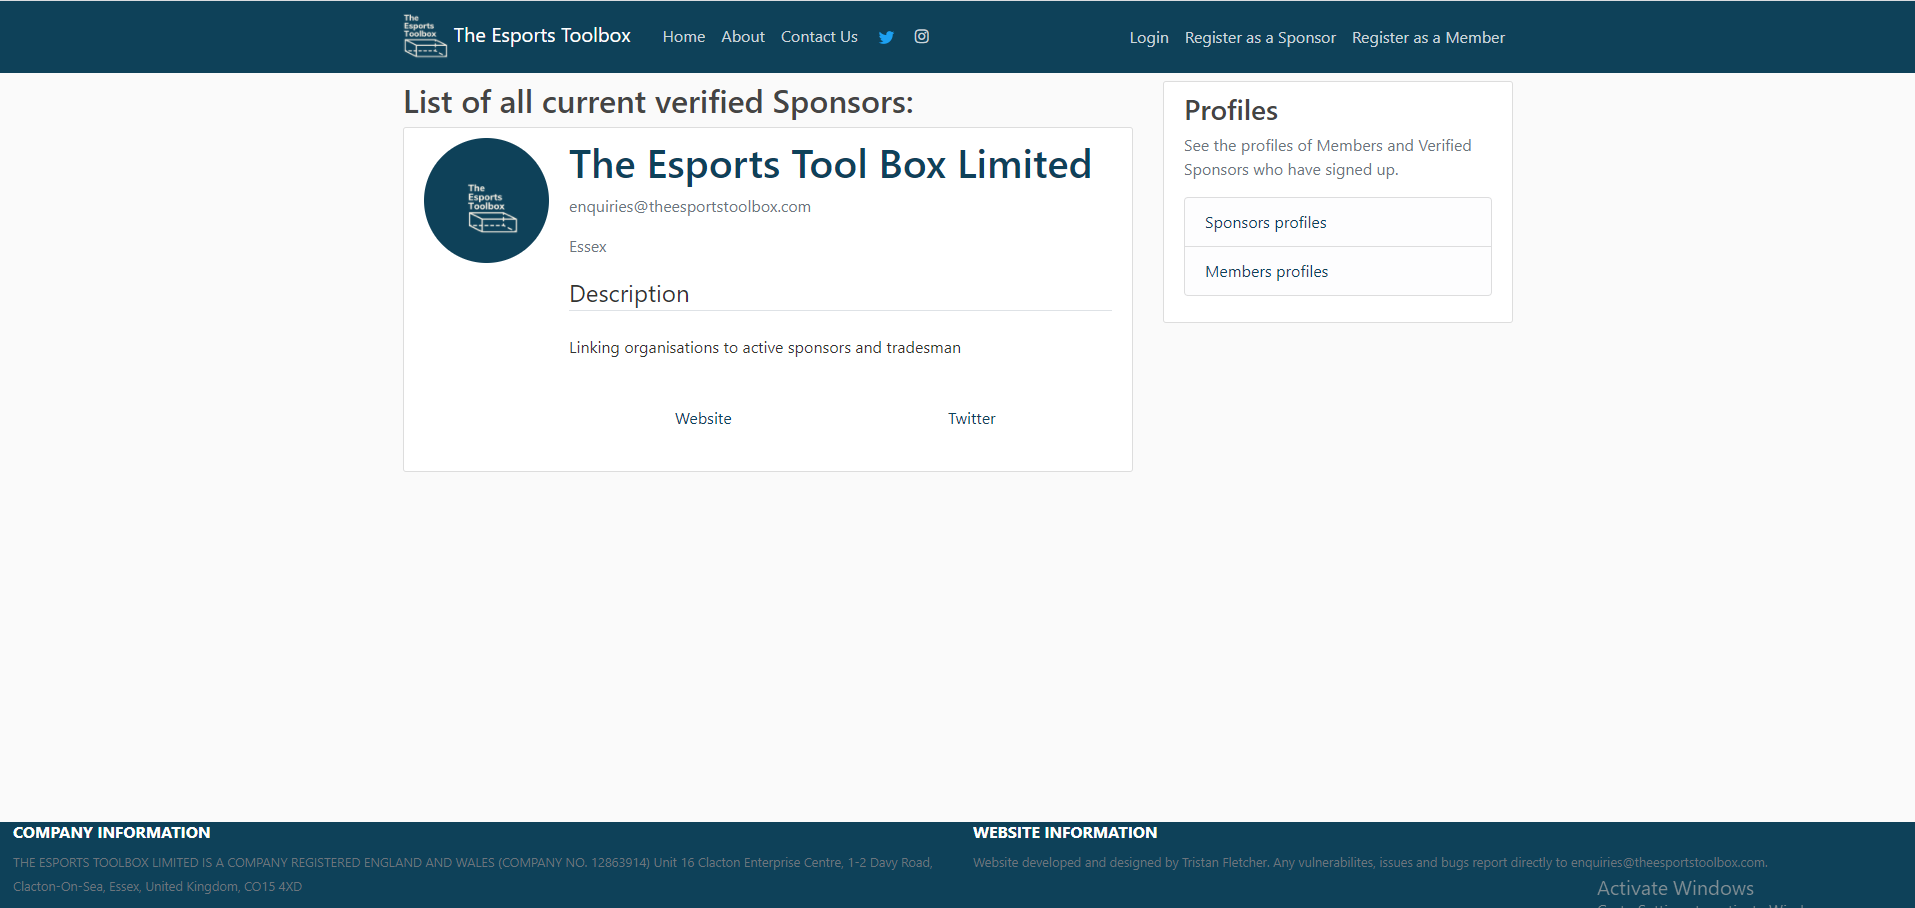 The
Esports
Toolbox
The Esports Toolbox
Home About Contact Us
Login Register as a Sponsor Register as a Member
List of all current verified Sponsors:
The
Esports
Toolbox
The Esports Tool Box Limited
enquiries@theesportstoolbox.com
Essex
Description
Linking organisations to active sponsors and tradesman
Website Twitter
Profiles
See the profiles of Members and Verified
Sponsors who have signed up.
Sponsors profiles
Members profiles
COMPANY INFORMATION
THE ESPORTS TOOLBOX LIMITED IS A COMPANY REGISTERED ENGLAND AND WALES (COMPANY NO. 12863914) Unit 16 Clacton Enterprise Centre, 1-2 Davy Road,
Clacton-On-Sea, Essex, United Kingdom, CO15 4XD
WEBSITE INFORMATION
Website developed and designed by Tristan Fletcher. Any vulnerabilites, issues and bugs report directly to enquiries@theesportstoolbox.com.
Activate Windows